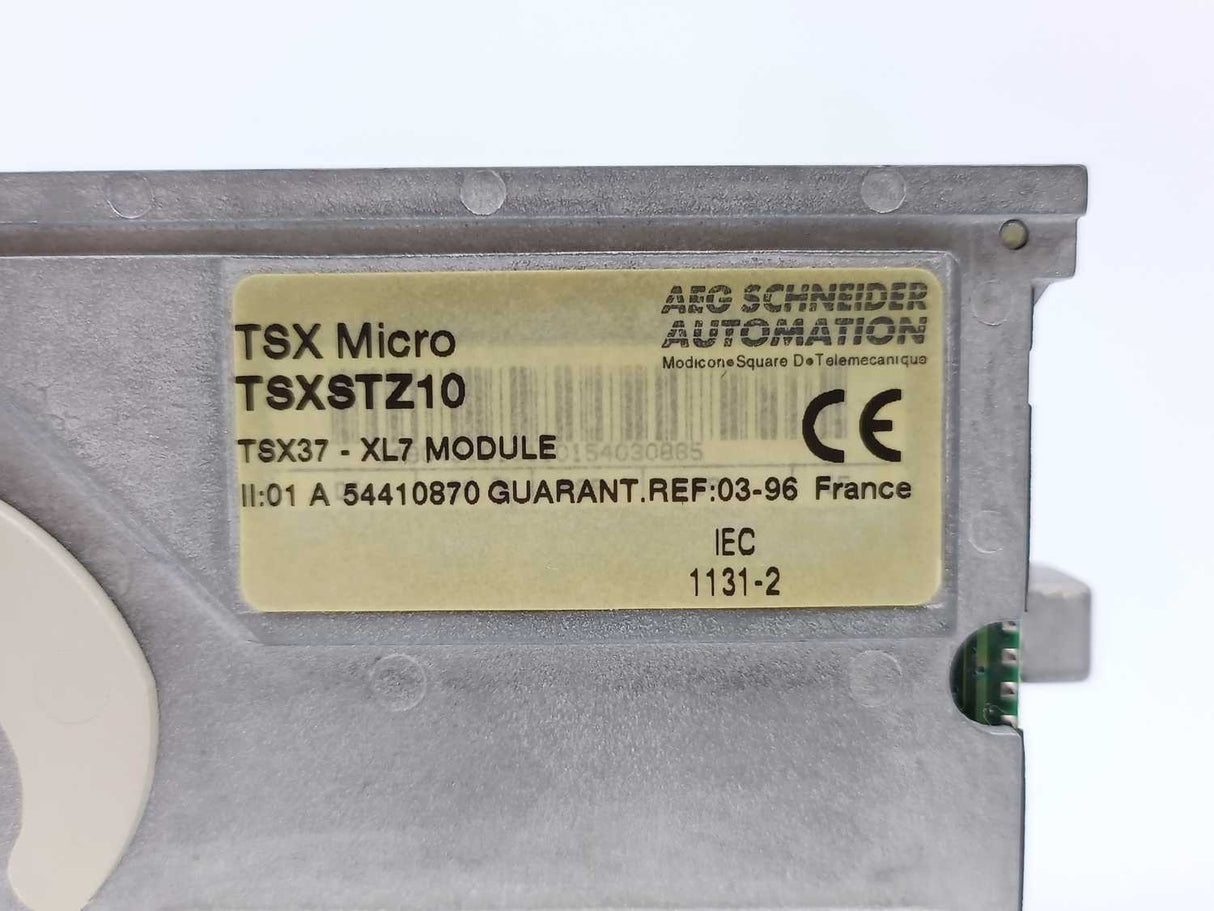 AEG SCHNEIDER
AUTOMATION
Modicon•Square D•Telemecanique
TSX Micro
TSXSTZ10
CE
TSX37 - XL7 MODULE
II:01 A 54410870 GUARANT.REF:03-96 France
IEC
1131-2